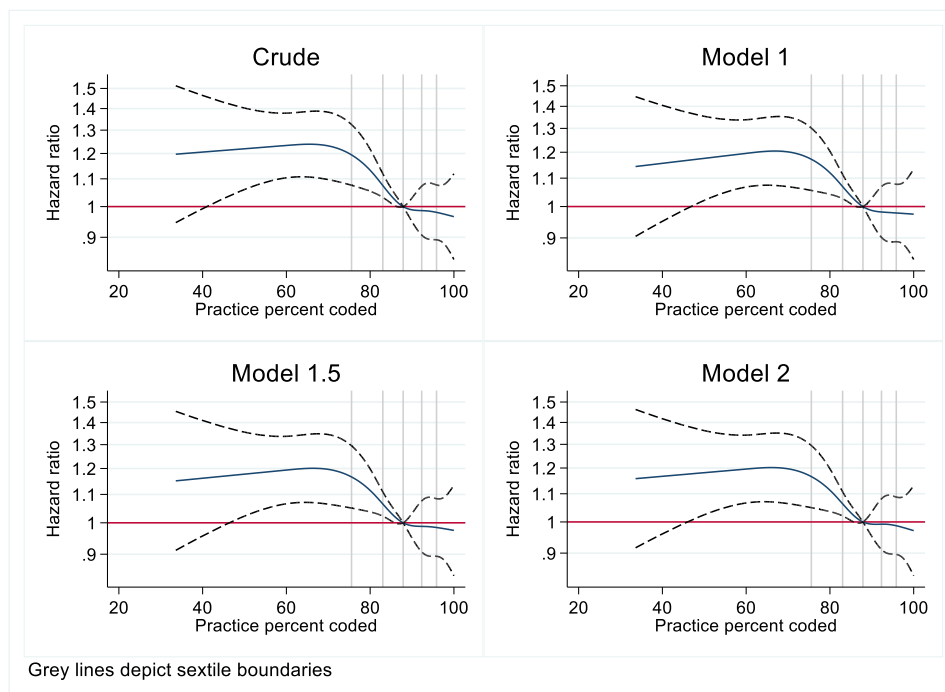 Crude
Hazard ratio
1.5
1.4
1.3
1.2
1.1
1
.9
20 40 60 80 100
Practice percent coded
Model 1
Hazard ratio
1.5
1.4
1.3
1.2
1.1
1
.9
20 40 60 80 100
Practice percent coded
Model 1.5
Hazard ratio
1.5
1.4
1.3
1.2
1.1
1
.9
20 40 60 80 100
Practice percent coded
Model 2
Hazard ratio
1.5
1.4
1.3
1.2
1.1
1
.9
20 40 60 80 100
Practice percent coded
Grey lines depict sextile boundaries